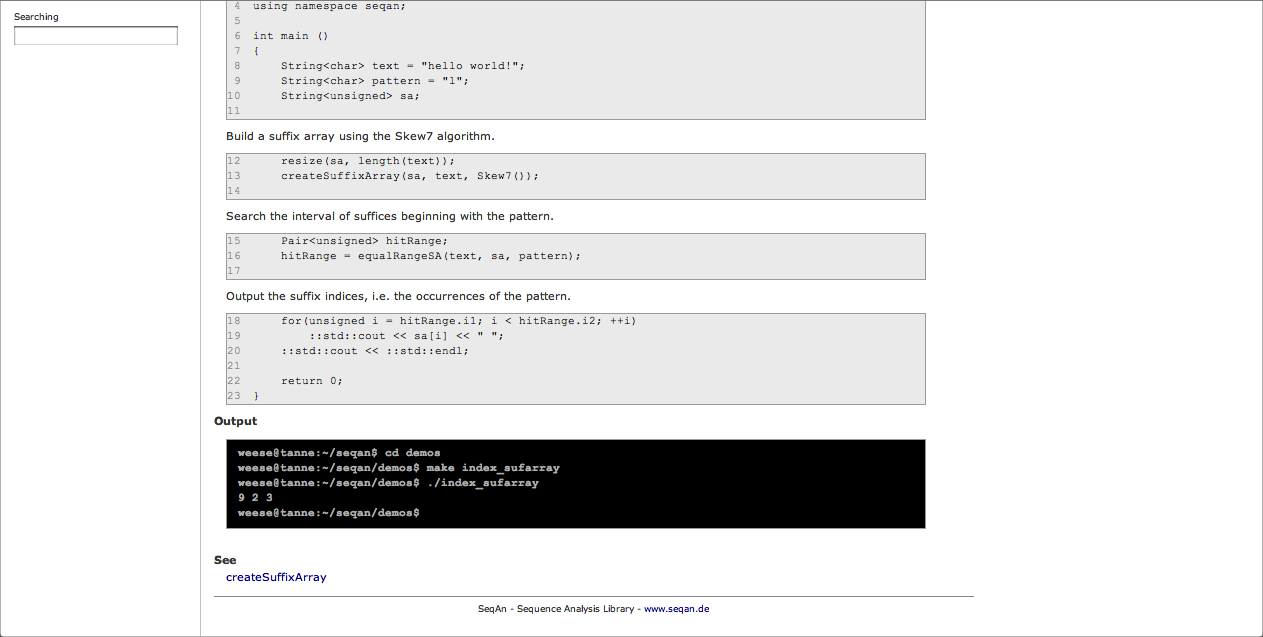 Searching
4 using namespace seqan;
5
6 int main ()
7 {
8 String<char> text = "hello world!";
9 String<char> pattern = "l";
10 String<unsigned> sa;
11
Build a suffix array using the Skew7 algorithm.
12 resize(sa, length(text));
13 createSuffixArray(sa, text, Skew7());
14
Search the interval of suffices beginning with the pattern.
15 Pair<unsigned> hitRange;
16 hitRange = equalRangeSA(text, sa, pattern);
17
Output the suffix indices, i.e. the occurrences of the pattern.
18 for(unsigned i = hitRange.i1; i < hitRange.i2; ++i)
19 ::std::cout << sa[i] << " ";
20 ::std::cout << ::std::endl;
21
22 return 0;
23 }
Output
weese@tanne:~/seqan$ cd demos
weese@tanne:~/seqan/demos$ make index_sufarray
weese@tanne:~/seqan/demos$ ./index_sufarray
9 2 3
weese@tanne:~/seqan/demos$
See
createSuffixArray
SeqAn - Sequence Analysis Library - www.seqan.de